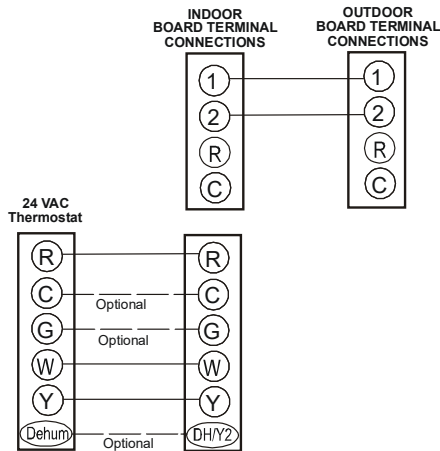 INDOOR
BOARD TERMINAL
CONNECTIONS
OUTDOOR
BOARD TERMINAL
CONNECTIONS
1 1
2 2
R R
C C
24 VAC
Thermostat
R R
C Optional C
G Optional G
W W
Y Y
Dehum Optional DH/Y2